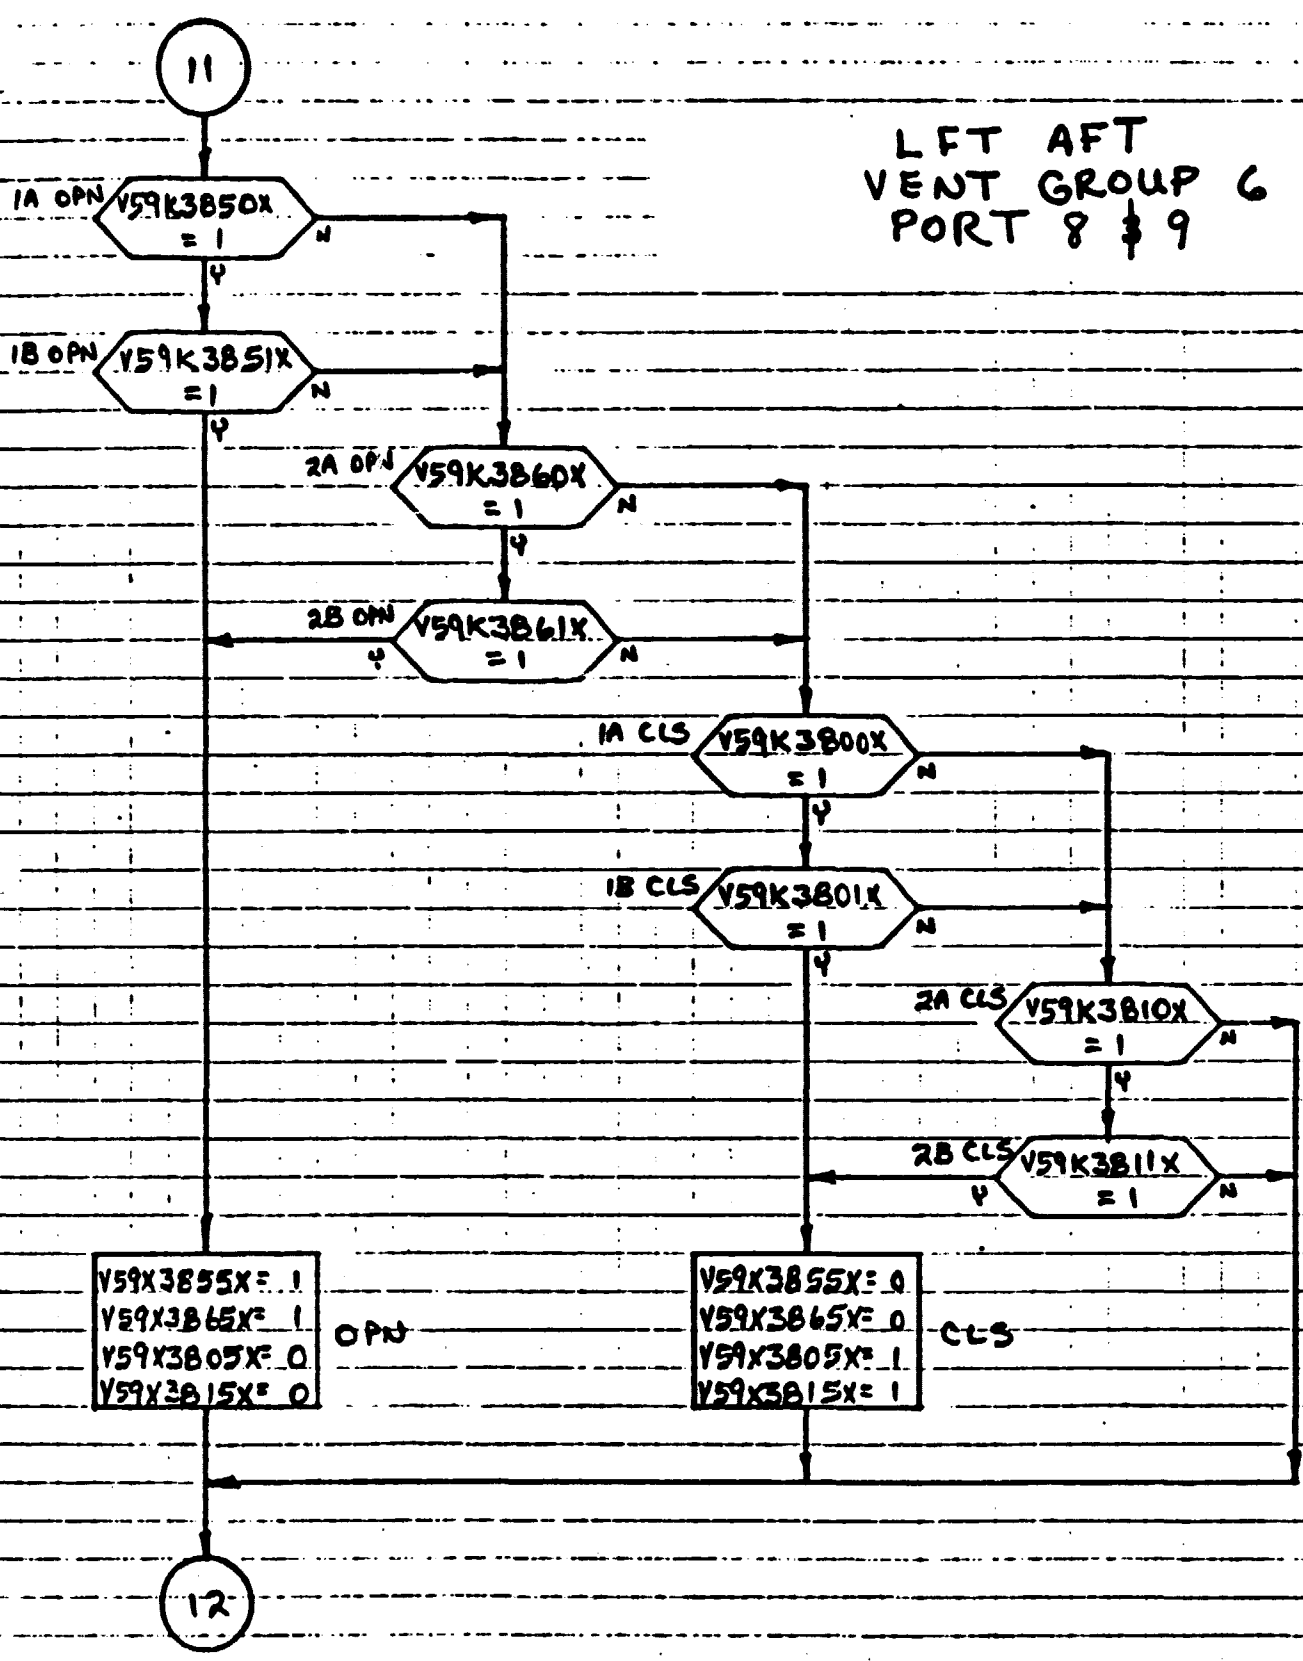 11
LFT AFT
VENT GROUP 6
PORT 8 & 9
1A OPN
V59K3850X
= 1
N
Y
1B OPN
V59K3851X
= 1
N
Y
2A OPN
V59K3860X
= 1
N
Y
2B OPN
V59K3861X
= 1
Y
N
1A CLS
V59K3800X
= 1
N
Y
1B CLS
V59K3801X
= 1
N
Y
2A CLS
V59K3810X
= 1
N
Y
2B CLS
V59K3811X
= 1
Y
N
V59X3855X= 1
V59X3865X= 1
V59X3805X= 0
V59X3815X= 0
OPN
V59X3855X= 0
V59X3865X= 0
V59X3805X= 1
V59X3815X= 1
CLS
12